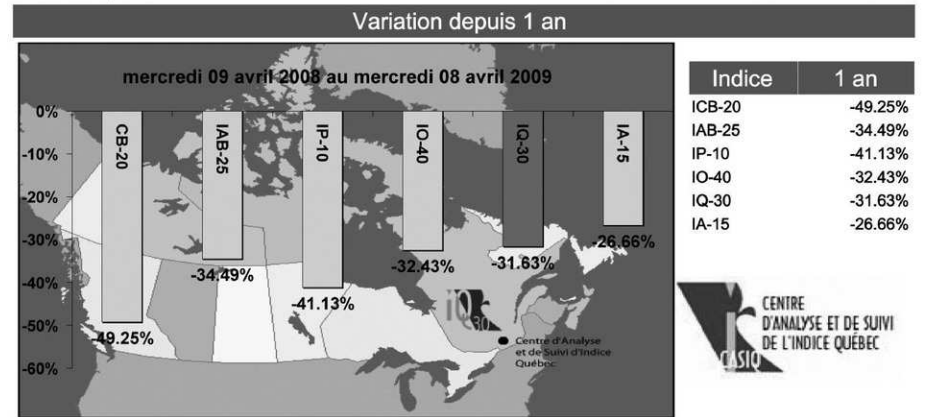 Variation depuis 1 an
mercredi 09 avril 2008 au mercredi 08 avril 2009
0%
-10%
-20%
-30%
-40%
-50%
-60%
CB-20
IAB-25
IP-10
IO-40
IQ-30
IA-15
-49.25%
-34.49%
-41.13%
-32.43%
-31.63%
-26.66%
iQ
30
Centre d'Analyse
et de Suivi d'Indice
Québec
Indice 1 an
ICB-20 -49.25%
IAB-25 -34.49%
IP-10 -41.13%
IO-40 -32.43%
IQ-30 -31.63%
IA-15 -26.66%
CASIQ
CENTRE
D'ANALYSE ET DE SUIVI
DE L'INDICE QUÉBEC